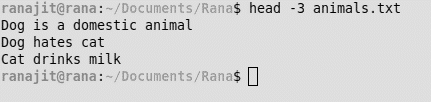 ranajit@rana:~/Documents/Rana$ head -3 animals.txt
Dog is a domestic animal
Dog hates cat
Cat drinks milk
ranajit@rana:~/Documents/Rana$